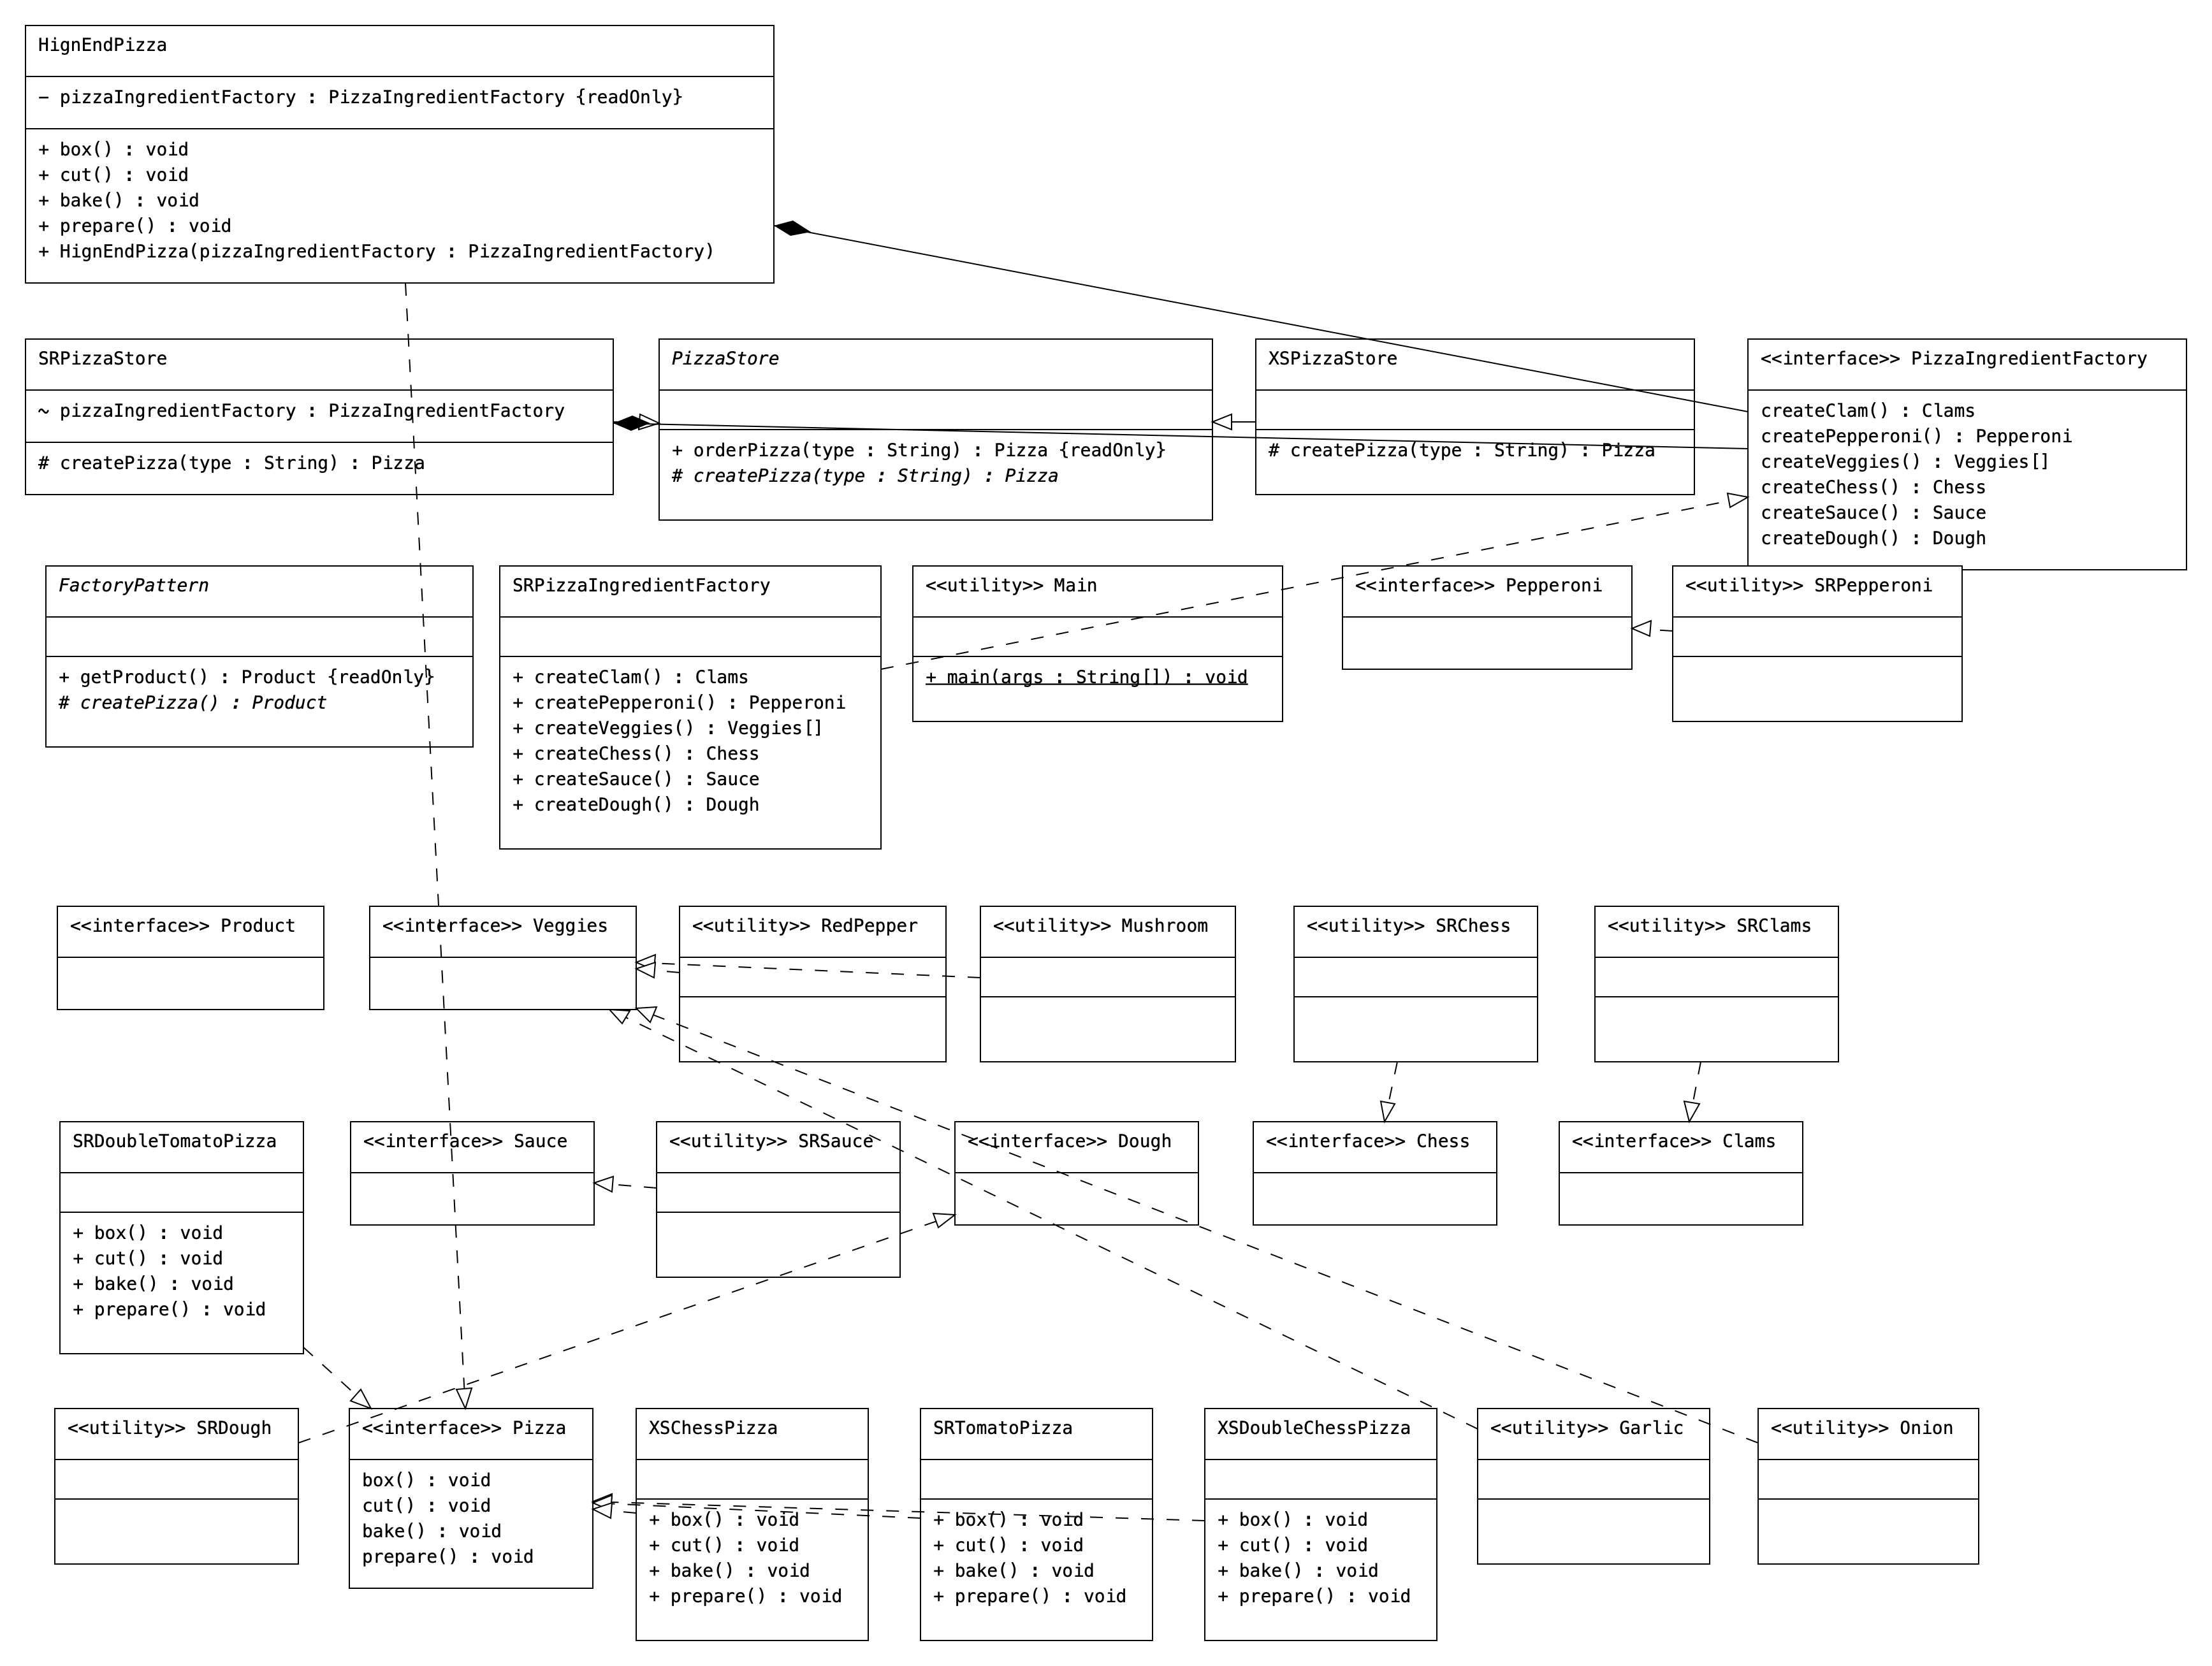 HignEndPizza
− pizzaIngredientFactory : PizzaIngredientFactory {readOnly}
+ box() : void
+ cut() : void
+ bake() : void
+ prepare() : void
+ HignEndPizza(pizzaIngredientFactory : PizzaIngredientFactory)
SRPizzaStore
~ pizzaIngredientFactory : PizzaIngredientFactory
# createPizza(type : String) : Pizza
PizzaStore
+ orderPizza(type : String) : Pizza {readOnly}
# createPizza(type : String) : Pizza
XSPizzaStore
# createPizza(type : String) : Pizza
<<interface>> PizzaIngredientFactory
createClam() : Clams
createPepperoni() : Pepperoni
createVeggies() : Veggies[]
createChess() : Chess
createSauce() : Sauce
createDough() : Dough
FactoryPattern
+ getProduct() : Product {readOnly}
# createPizza() : Product
SRPizzaIngredientFactory
+ createClam() : Clams
+ createPepperoni() : Pepperoni
+ createVeggies() : Veggies[]
+ createChess() : Chess
+ createSauce() : Sauce
+ createDough() : Dough
<<utility>> Main
+ main(args : String[]) : void
<<interface>> Pepperoni
<<utility>> SRPepperoni
<<interface>> Product
<<interface>> Veggies
<<utility>> RedPepper
<<utility>> Mushroom
<<utility>> SRChess
<<utility>> SRClams
SRDoubleTomatoPizza
+ box() : void
+ cut() : void
+ bake() : void
+ prepare() : void
<<interface>> Sauce
<<utility>> SRSauce
<<interface>> Dough
<<interface>> Chess
<<interface>> Clams
<<utility>> SRDough
<<interface>> Pizza
box() : void
cut() : void
bake() : void
prepare() : void
XSChessPizza
+ box() : void
+ cut() : void
+ bake() : void
+ prepare() : void
SRTomatoPizza
+ box() : void
+ cut() : void
+ bake() : void
+ prepare() : void
XSDoubleChessPizza
+ box() : void
+ cut() : void
+ bake() : void
+ prepare() : void
<<utility>> Garlic
<<utility>> Onion